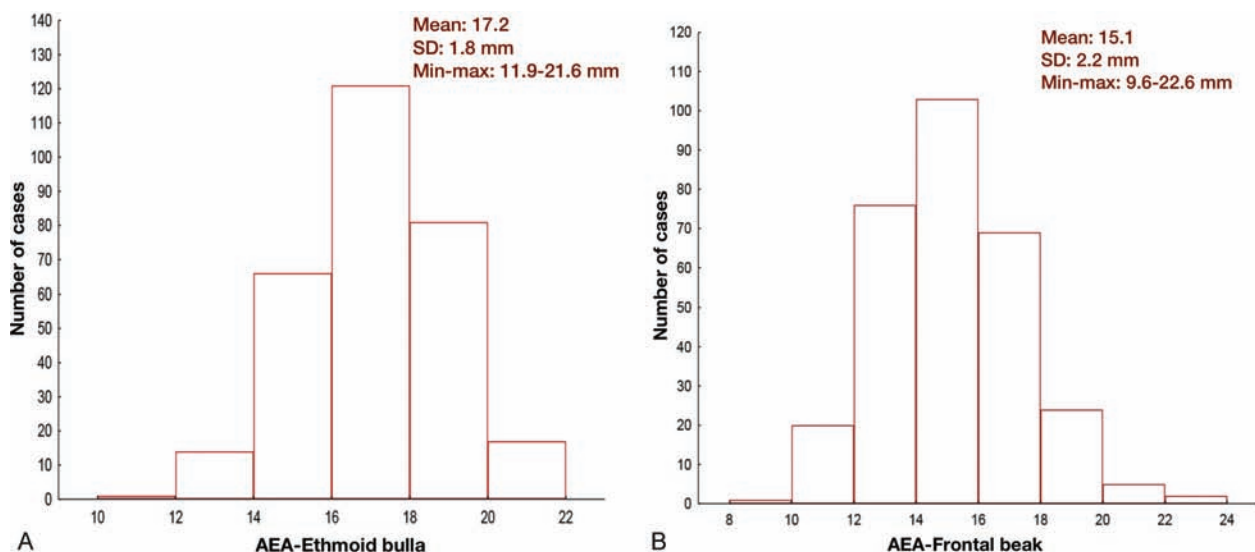 Mean: 17.2
SD: 1.8 mm
Min-max: 11.9-21.6 mm
140
130
120
110
100
90
80
70
60
50
40
30
20
10
0
Number of cases
10 12 14 16 18 20 22
A
AEA-Ethmoid bulla
Mean: 15.1
SD: 2.2 mm
Min-max: 9.6-22.6 mm
120
110
100
90
80
70
60
50
40
30
20
10
0
Number of cases
8 10 12 14 16 18 20 22 24
B
AEA-Frontal beak